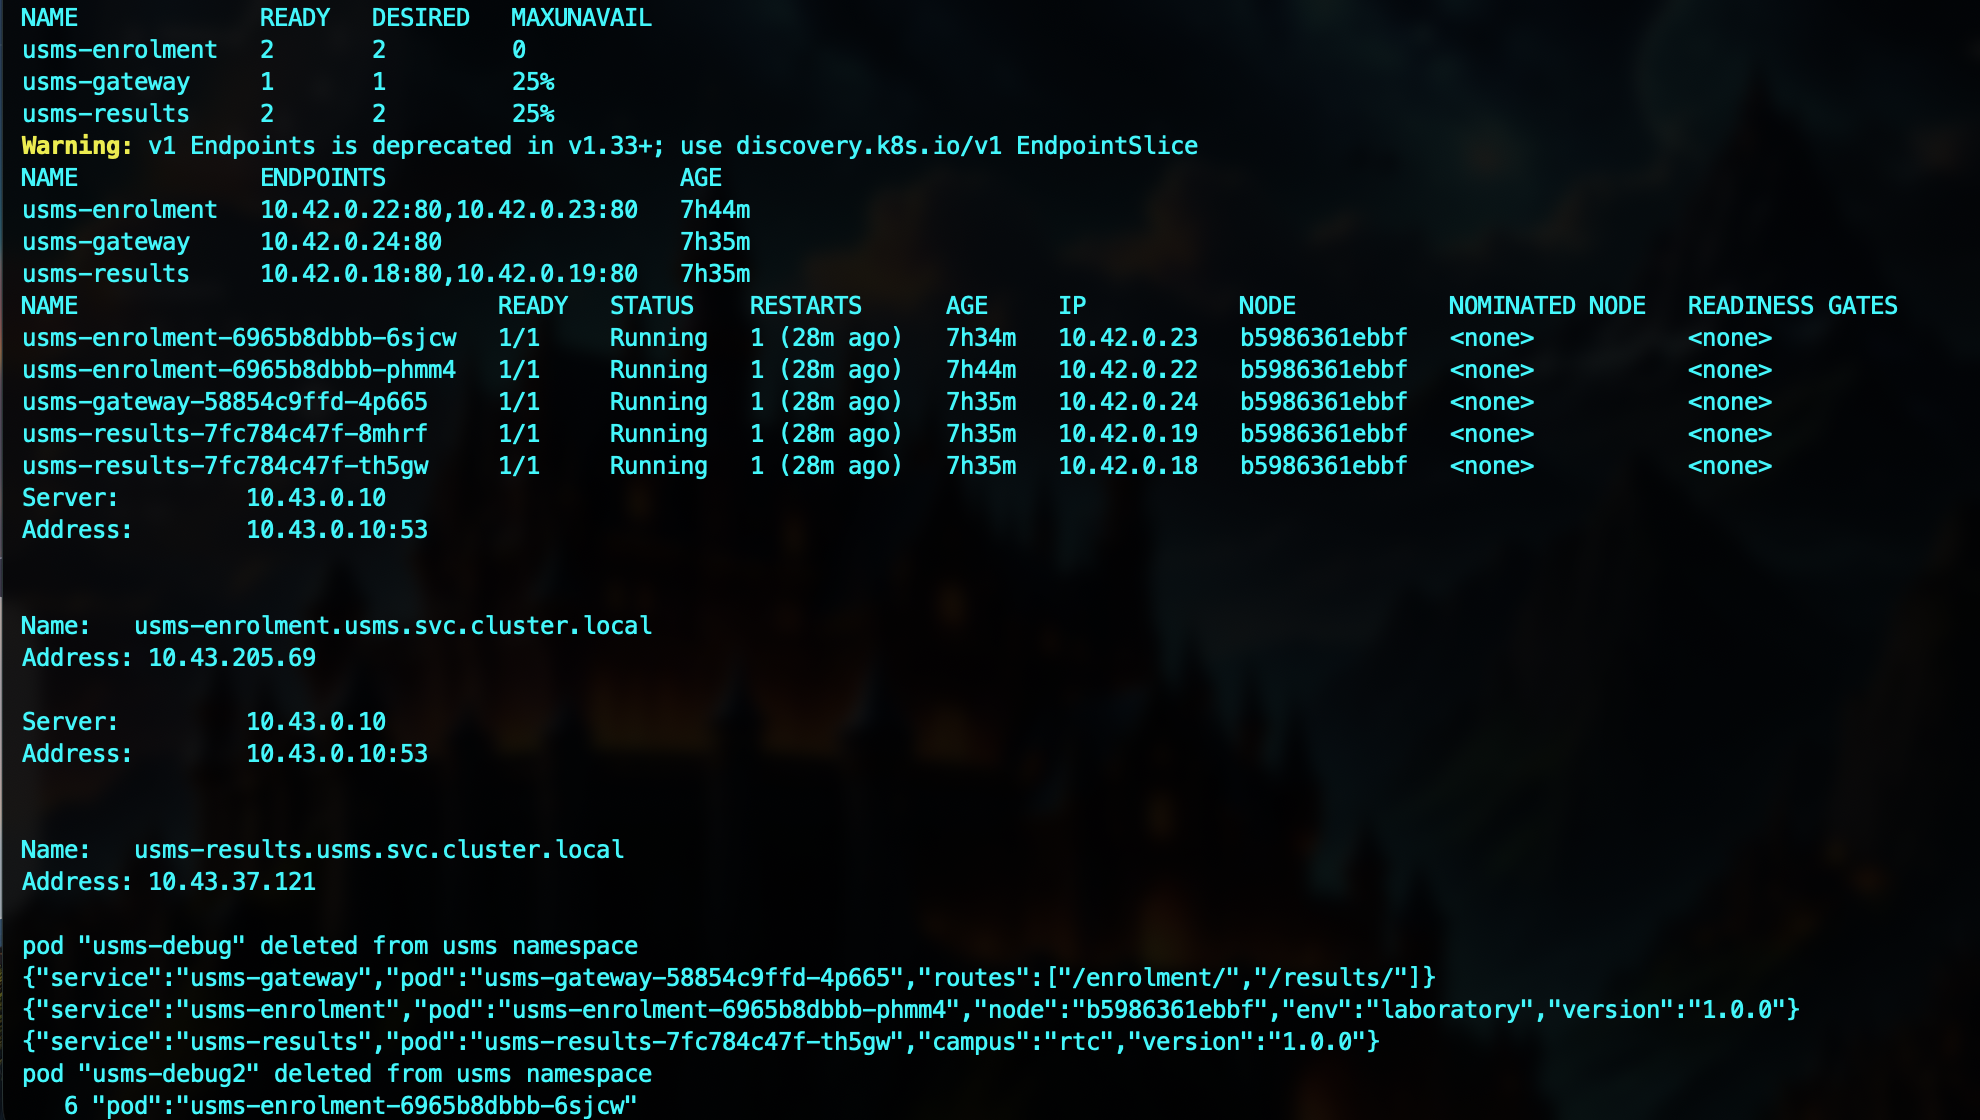 NAME             READY   DESIRED   MAXUNAVAIL
usms-enrolment   2       2         0
usms-gateway     1       1         25%
usms-results     2       2         25%
Warning: v1 Endpoints is deprecated in v1.33+; use discovery.k8s.io/v1 EndpointSlice
NAME             ENDPOINTS                     AGE
usms-enrolment   10.42.0.22:80,10.42.0.23:80   7h44m
usms-gateway     10.42.0.24:80                 7h35m
usms-results     10.42.0.18:80,10.42.0.19:80   7h35m
NAME                              READY   STATUS    RESTARTS      AGE     IP           NODE           NOMINATED NODE   READINESS GATES
usms-enrolment-6965b8dbbb-6sjcw   1/1     Running   1 (28m ago)   7h34m   10.42.0.23   b5986361ebbf   <none>           <none>
usms-enrolment-6965b8dbbb-phmm4   1/1     Running   1 (28m ago)   7h44m   10.42.0.22   b5986361ebbf   <none>           <none>
usms-gateway-58854c9ffd-4p665     1/1     Running   1 (28m ago)   7h35m   10.42.0.24   b5986361ebbf   <none>           <none>
usms-results-7fc784c47f-8mhrf     1/1     Running   1 (28m ago)   7h35m   10.42.0.19   b5986361ebbf   <none>           <none>
usms-results-7fc784c47f-th5gw     1/1     Running   1 (28m ago)   7h35m   10.42.0.18   b5986361ebbf   <none>           <none>
Server:         10.43.0.10
Address:        10.43.0.10:53
Name:   usms-enrolment.usms.svc.cluster.local
Address: 10.43.205.69
Server:         10.43.0.10
Address:        10.43.0.10:53
Name:   usms-results.usms.svc.cluster.local
Address: 10.43.37.121
pod "usms-debug" deleted from usms namespace
{"service":"usms-gateway","pod":"usms-gateway-58854c9ffd-4p665","routes":["/enrolment/","/results/"]}
{"service":"usms-enrolment","pod":"usms-enrolment-6965b8dbbb-phmm4","node":"b5986361ebbf","env":"laboratory","version":"1.0.0"}
{"service":"usms-results","pod":"usms-results-7fc784c47f-th5gw","campus":"rtc","version":"1.0.0"}
pod "usms-debug2" deleted from usms namespace
   6 "pod":"usms-enrolment-6965b8dbbb-6sjcw"